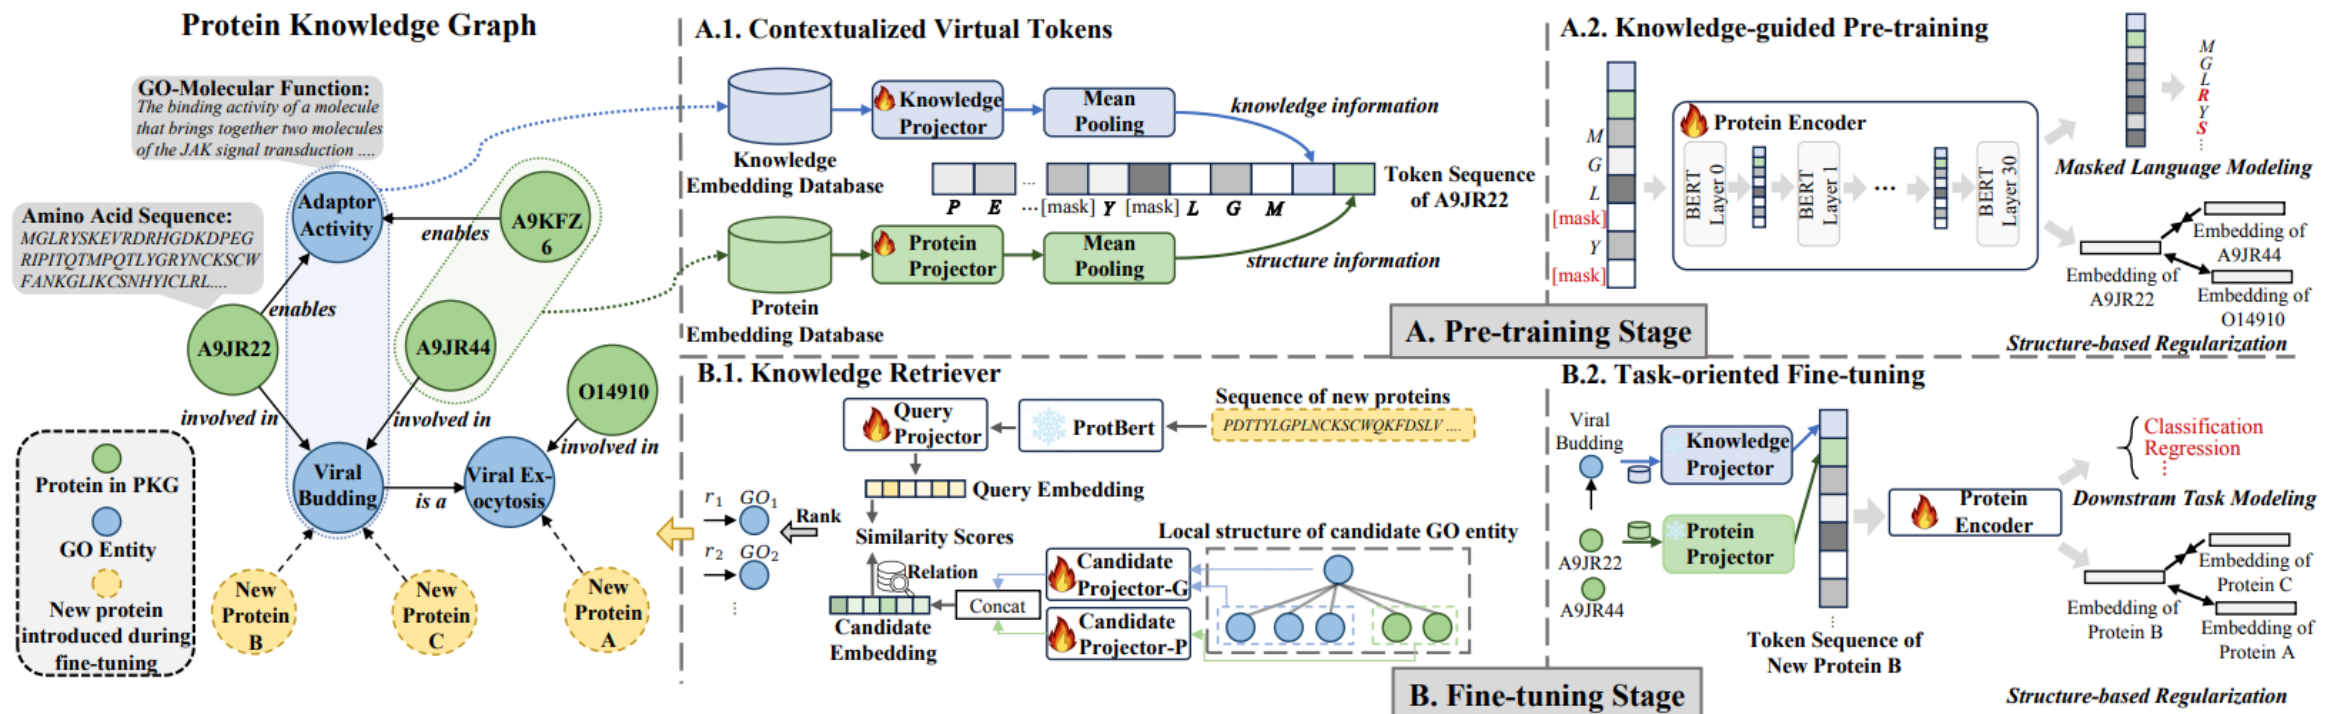 Protein Knowledge Graph
GO-Molecular Function:
The binding activity of a molecule
that brings together two molecules
of the JAK signal transduction ....
Adaptor
Activity
A9KFZ
6
enables
Amino Acid Sequence:
MGLRYSKEVRDRHGDKDPEG
RIPITQTMPQTLYGRYNCKSCW
FANKGLIKCSNHYICLRL....
enables
A9JR22
A9JR44
O14910
involved in
involved in
involved in
Viral
Budding
is a
Viral Ex-
ocytosis
Protein in PKG
GO Entity
New protein
introduced during
fine-tuning
New
Protein
B
New
Protein
C
New
Protein
A
A.1. Contextualized Virtual Tokens
Knowledge
Embedding Database
Knowledge
Projector
Mean
Pooling
knowledge information
P E ... ...[mask] Y [mask] L G M
Token Sequence
of A9JR22
Protein
Embedding Database
Protein
Projector
Mean
Pooling
structure information
A.2. Knowledge-guided Pre-training
M
G
L
[mask]
Y
[mask]
Protein Encoder
BERT
Layer 0
BERT
Layer 1
...
BERT
Layer 30
M
G
L
R
Y
S
...
Masked Language Modeling
Embedding of
A9JR22
Embedding of
A9JR44
Embedding of
O14910
Structure-based Regularization
A. Pre-training Stage
B.1. Knowledge Retriever
Query
Projector
ProtBert
Sequence of new proteins
PDTTYLGPLNCKSCWQKFDSLV ....
Query Embedding
r1 GO1
r2 GO2
...
Rank
Similarity Scores
Relation
Candidate
Embedding
Concat
Candidate
Projector-G
Candidate
Projector-P
Local structure of candidate GO entity
B.2. Task-oriented Fine-tuning
Viral
Budding
A9JR22
A9JR44
Knowledge
Projector
Protein
Projector
...
Token Sequence of
New Protein B
Protein
Encoder
Classification
Regression
...
Downstram Task Modeling
Embedding of
Protein B
Embedding of
Protein C
Embedding of
Protein A
Structure-based Regularization
B. Fine-tuning Stage